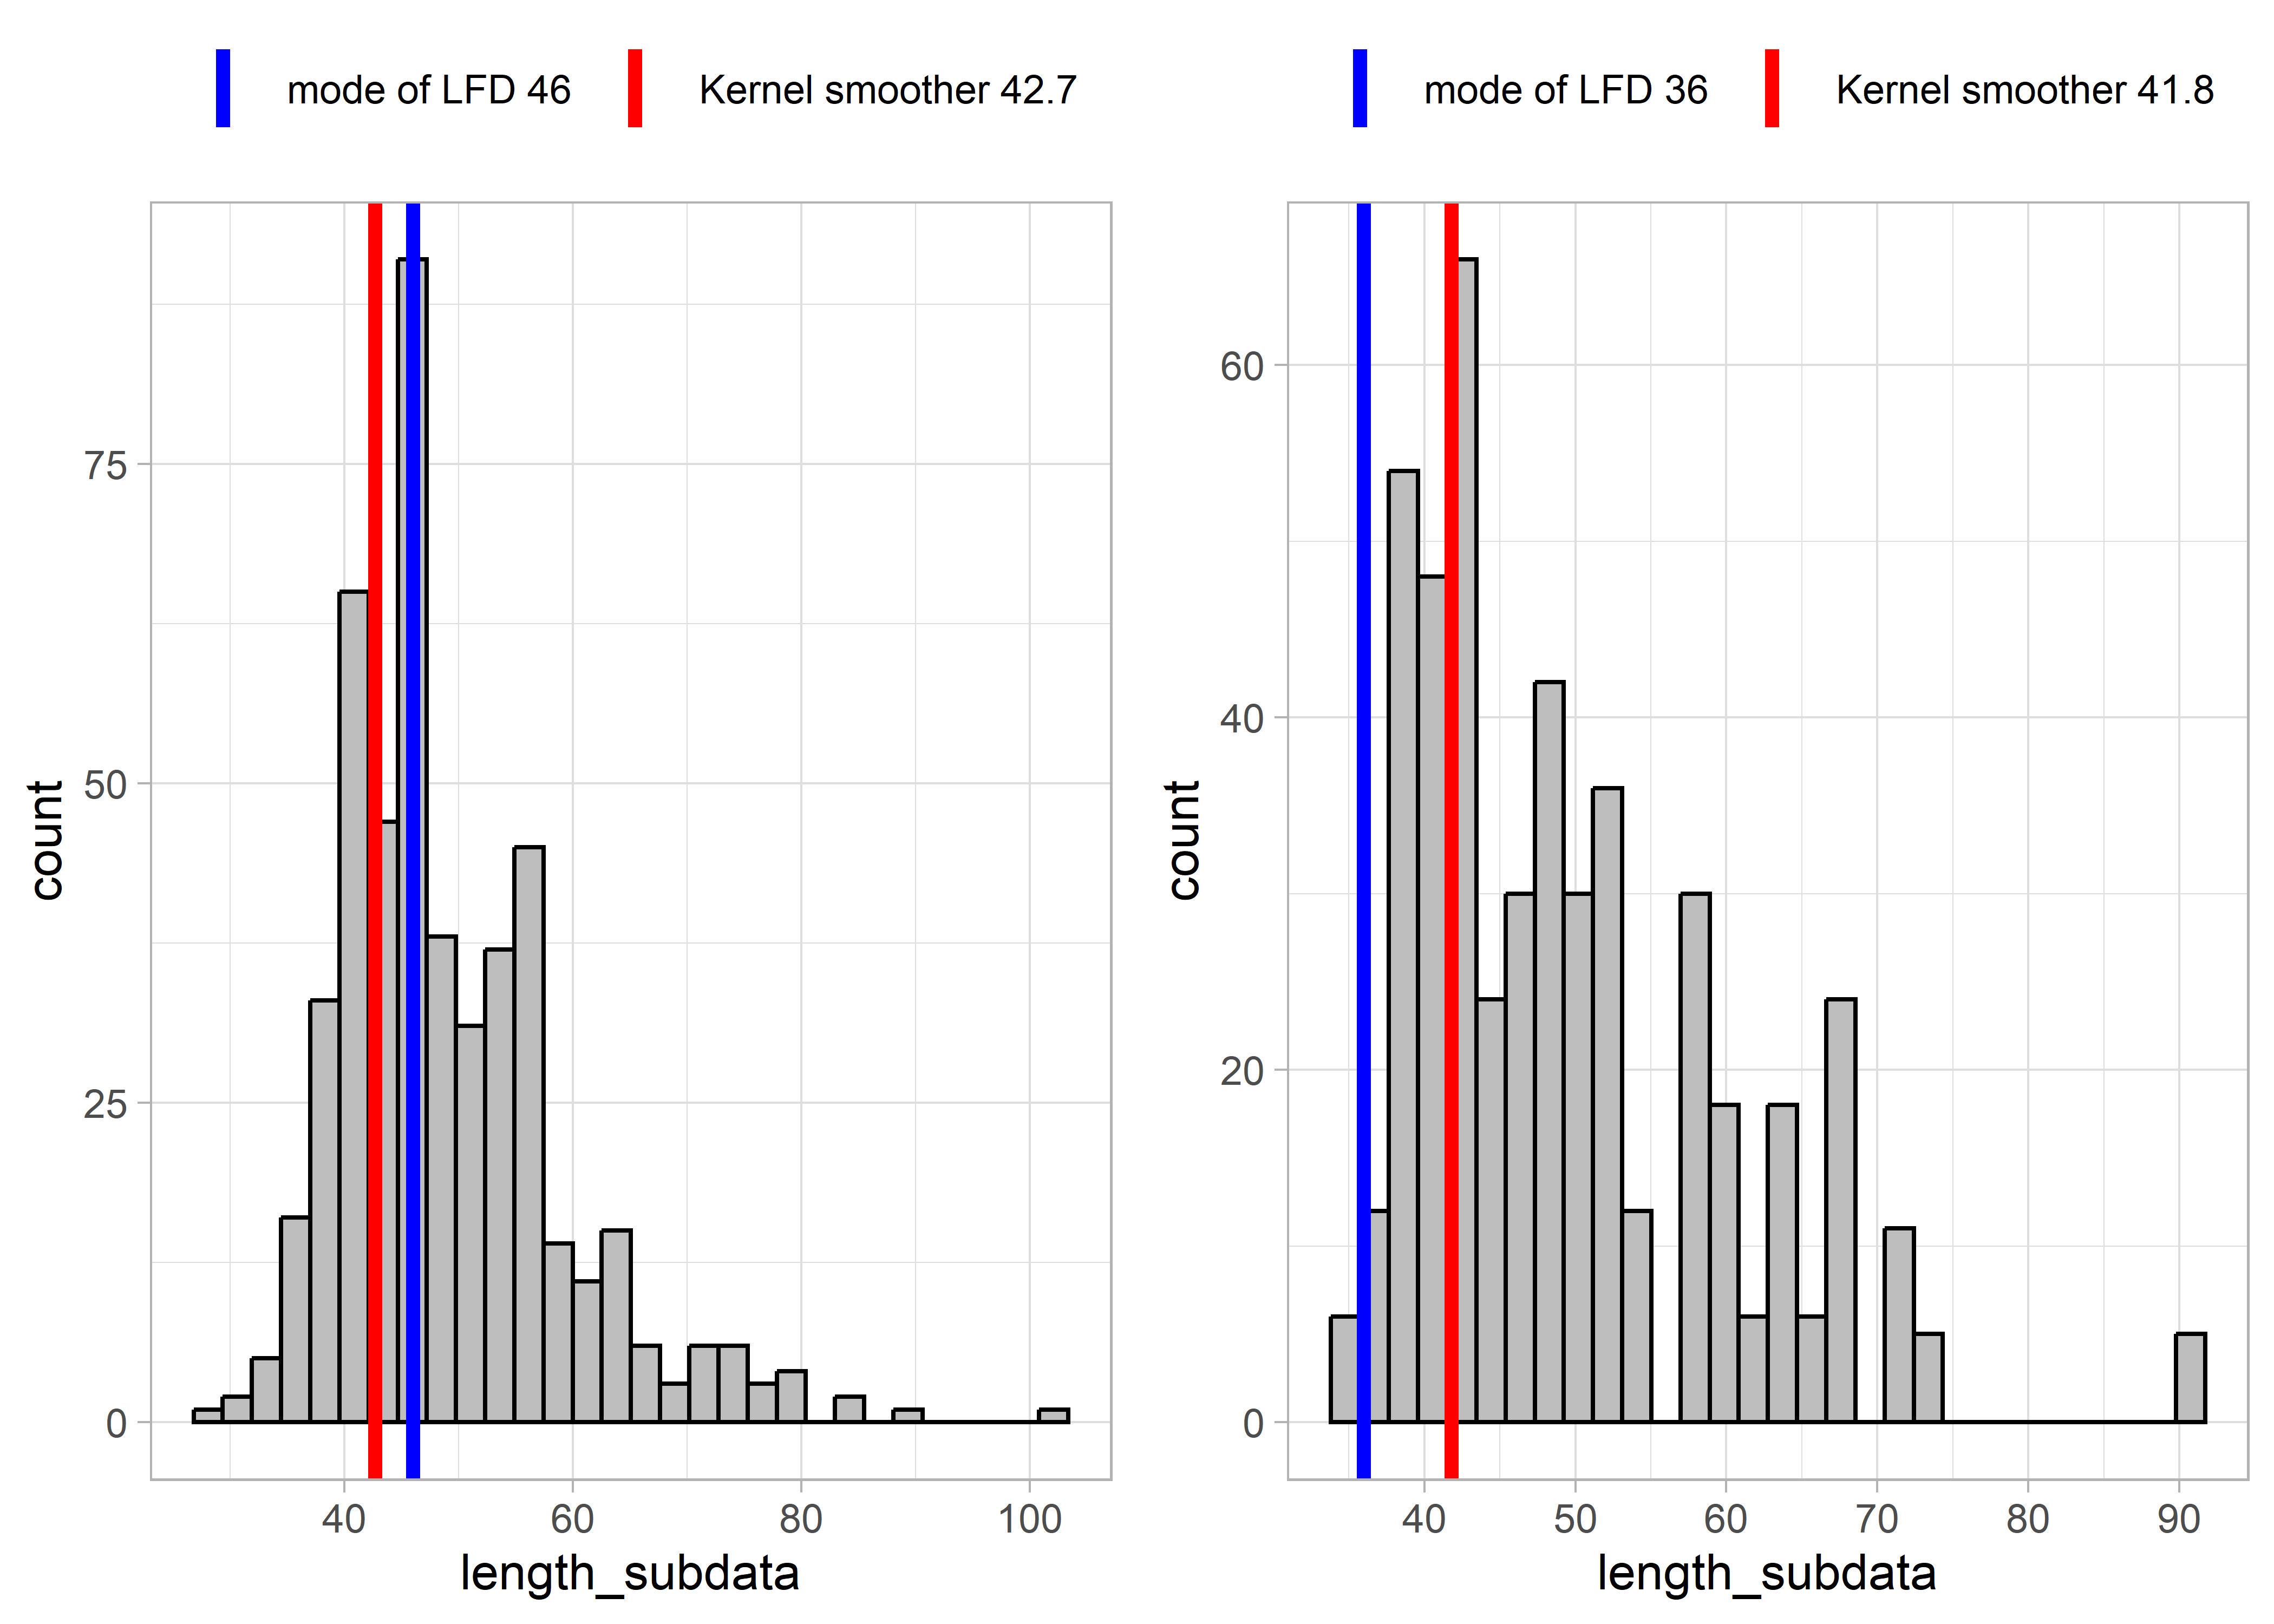 mode of LFD 46 Kernel smoother 42.7
count
75
50
25
0
40 60 80 100
length_subdata
mode of LFD 36 Kernel smoother 41.8
count
60
40
20
0
40 50 60 70 80 90
length_subdata